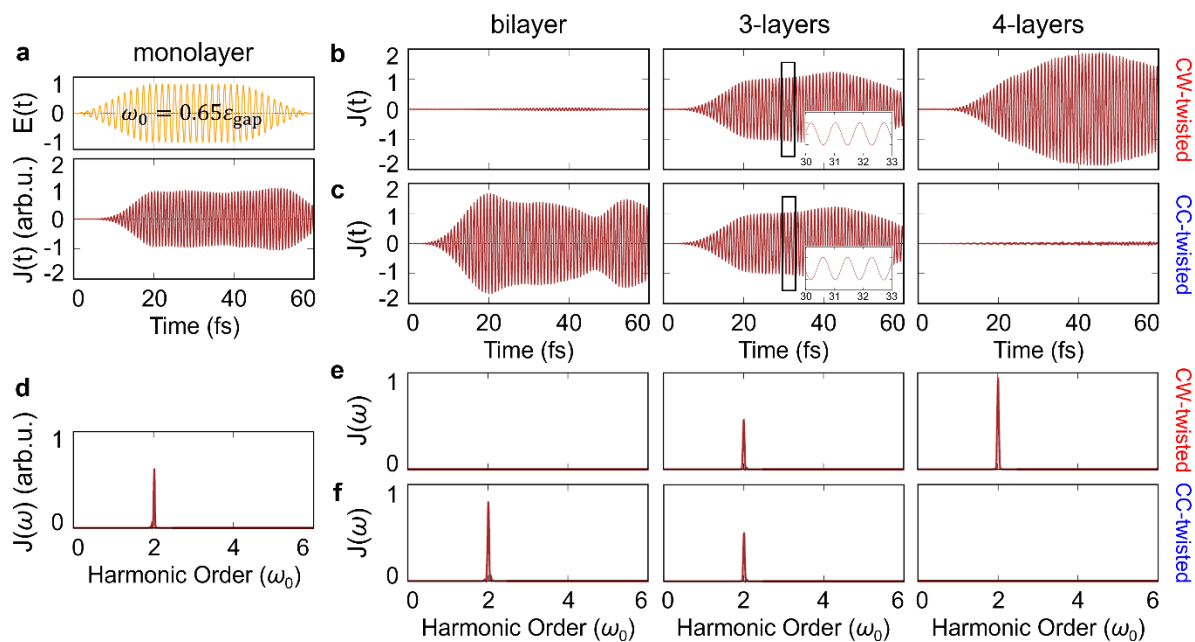 bilayer 3-layers 4-layers
a monolayer b
E(t) 1 0 -1 ω₀ = 0.65ε_gap
J(t) 2 1 0 -1 -2
30 31 32 33
CW-twisted
J(t) (arb.u.) 2 1 0 -1 -2
0 20 40 60
Time (fs)
c
J(t) 2 1 0 -1 -2
30 31 32 33
CC-twisted
0 20 40 60 0 20 40 60 0 20 40 60
Time (fs) Time (fs) Time (fs)
d
J(ω) (arb.u.) 1 0
0 2 4 6
Harmonic Order (ω₀)
e
J(ω) 1 0
CW-twisted
f
J(ω) 1 0
CC-twisted
0 2 4 6 0 2 4 6 0 2 4 6
Harmonic Order (ω₀) Harmonic Order (ω₀) Harmonic Order (ω₀)